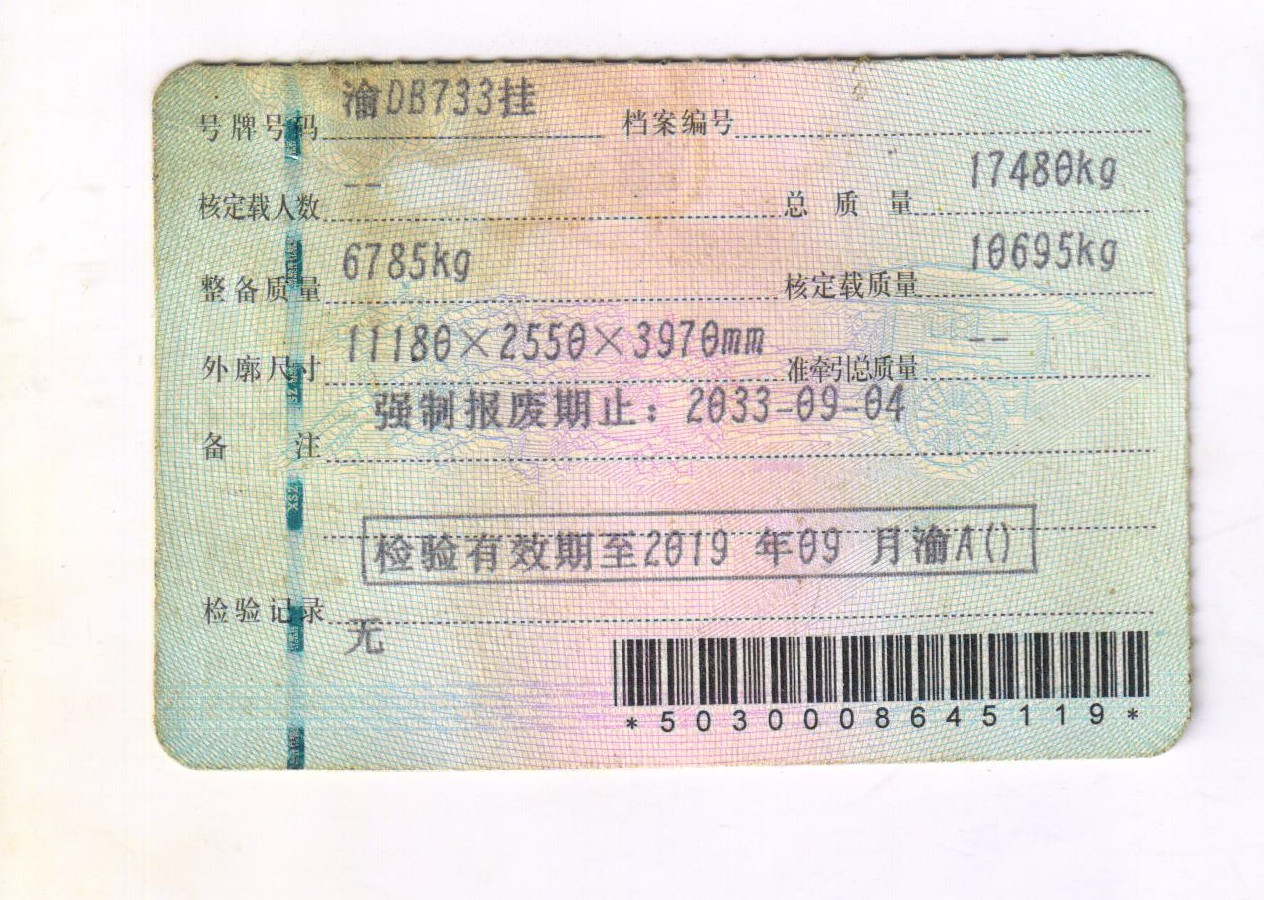 号牌号码 渝DB733挂 档案编号
核定载人数 -- 总质量 17480kg
整备质量 6785kg 核定载质量 10695kg
外廓尺寸 11180×2550×3970mm 准牵引总质量 --
备注 强制报废期止：2033-09-04
检验有效期至2019 年09 月渝A()
检验记录
无
*5030008645119*